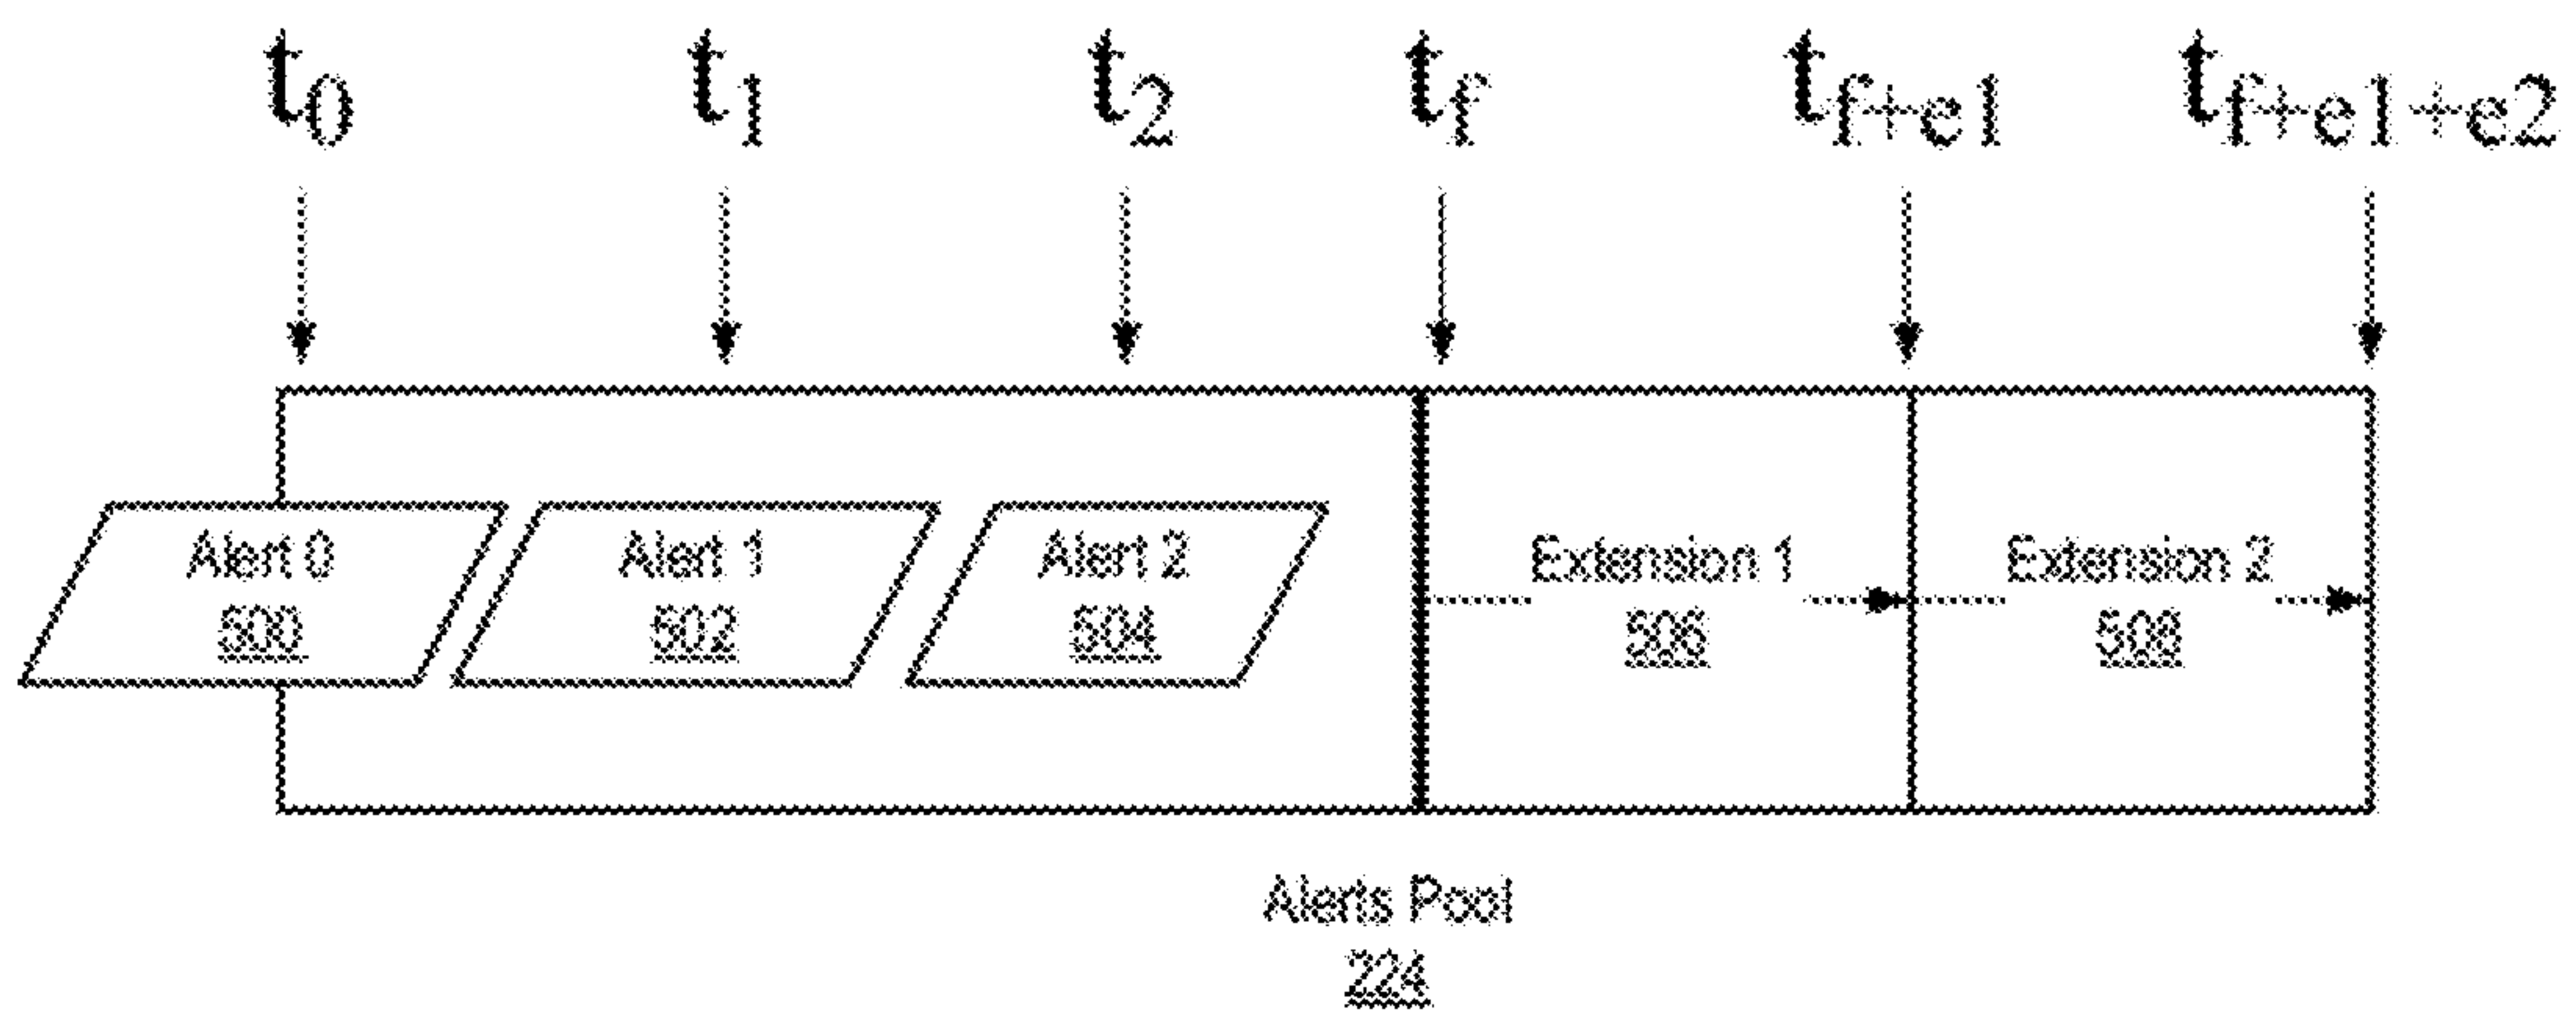 t0 t1 t2 tf tf+e1 tf+e1+e2
Alert 0 Alert 1 Alert 2 Extension 1 Extension 2
500 502 504 506 508
Alerts Pool
224